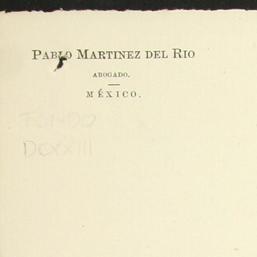 PABLO MARTINEZ DEL RIO
ABOGADO.
MÉXICO.
FONDO
DCXXIII